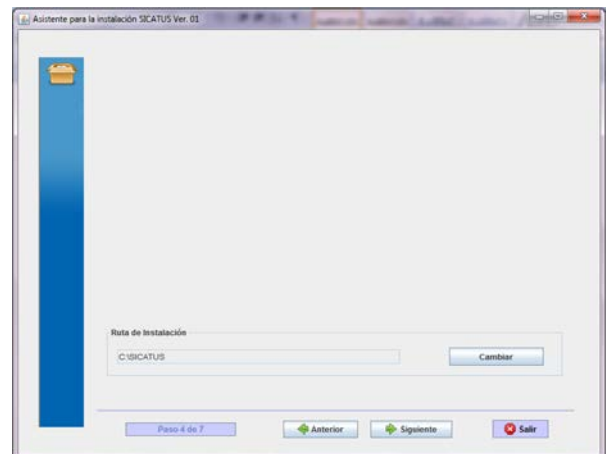 Asistente para la instalación SICATUS Ver. 01
Ruta de Instalación
C:\SICATUS
Cambiar
Paso 4 de 7
Anterior
Siguiente
Salir